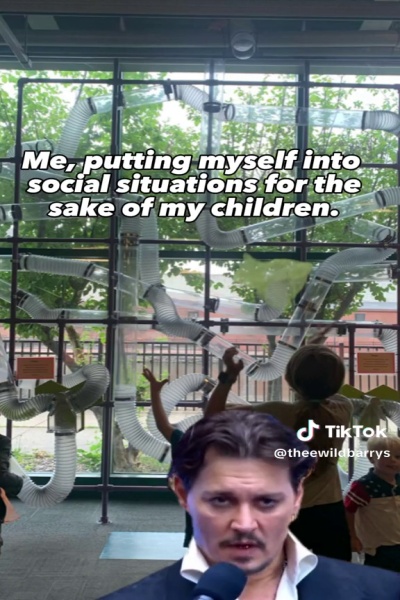 Me, putting myself into
social situations for the
sake of my children.
TikTok
@theewildbarrys